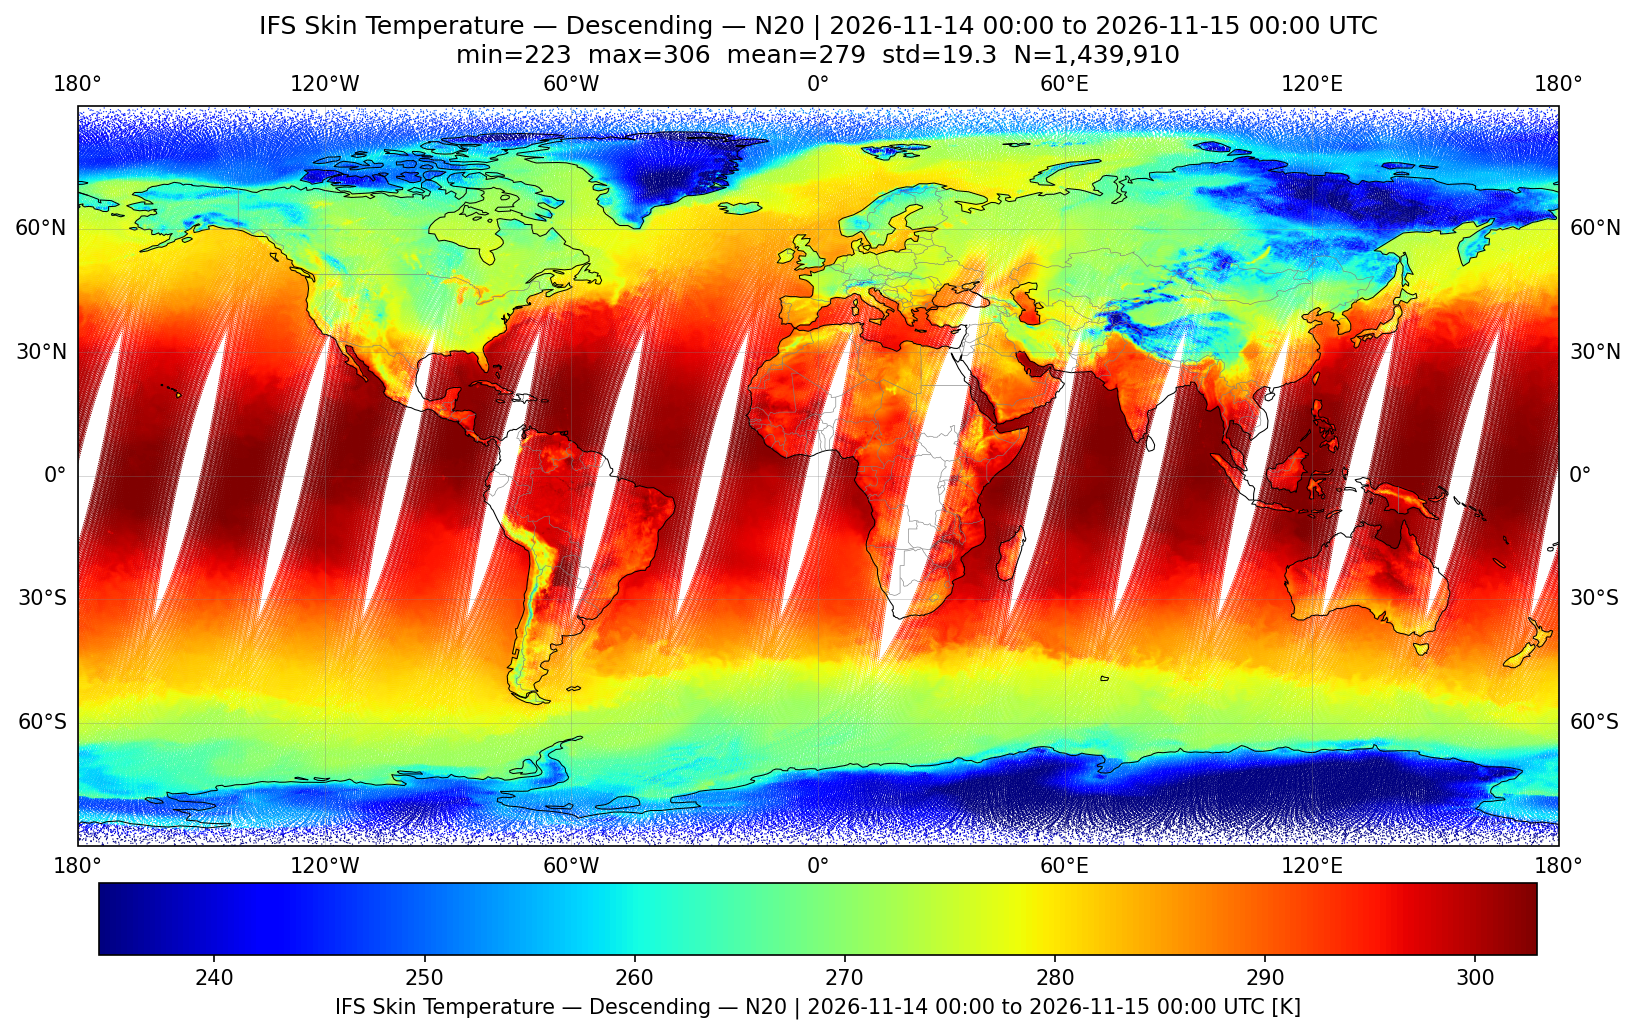 IFS Skin Temperature — Descending — N20 | 2026-11-14 00:00 to 2026-11-15 00:00 UTC
min=223 max=306 mean=279 std=19.3 N=1,439,910
180° 120°W 60°W 0° 60°E 120°E 180°
60°N 60°N
30°N 30°N
0° 0°
30°S 30°S
60°S 60°S
180° 120°W 60°W 0° 60°E 120°E 180°
240 250 260 270 280 290 300
IFS Skin Temperature — Descending — N20 | 2026-11-14 00:00 to 2026-11-15 00:00 UTC [K]